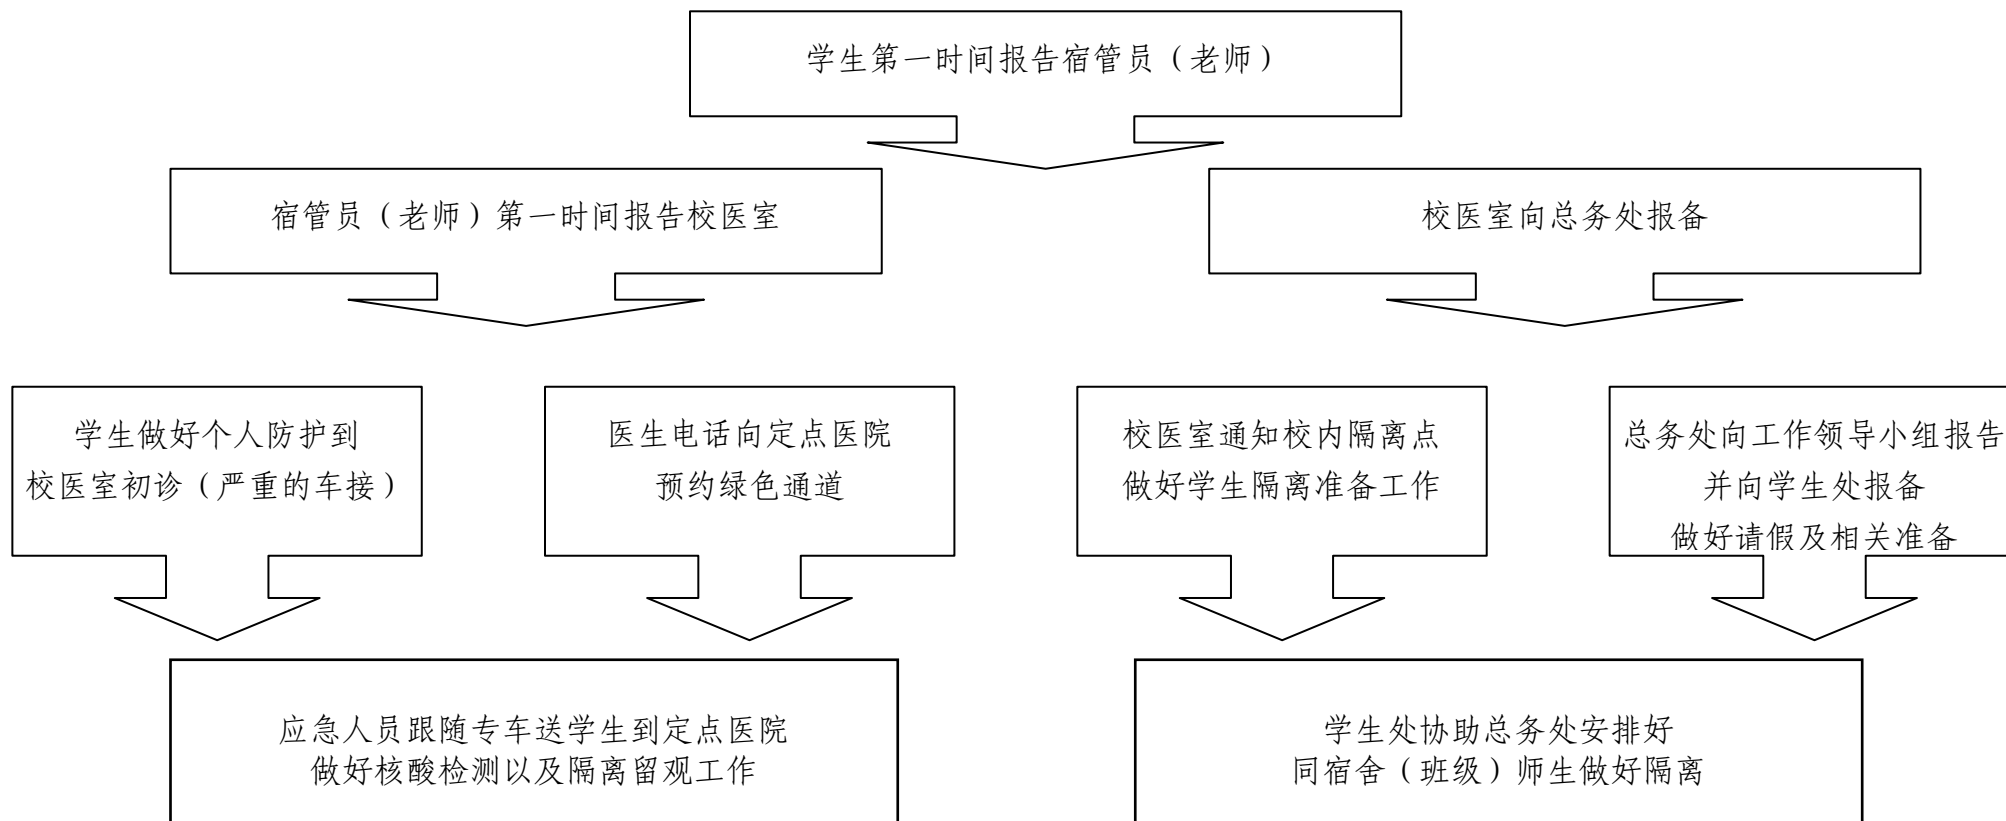 学生第一时间报告宿管员（老师）
宿管员（老师）第一时间报告校医室
校医室向总务处报备
学生做好个人防护到
校医室初诊（严重的车接）
医生电话向定点医院
预约绿色通道
校医室通知校内隔离点
做好学生隔离准备工作
总务处向工作领导小组报告
并向学生处报备
做好请假及相关准备
应急人员跟随专车送学生到定点医院
做好核酸检测以及隔离留观工作
学生处协助总务处安排好
同宿舍（班级）师生做好隔离